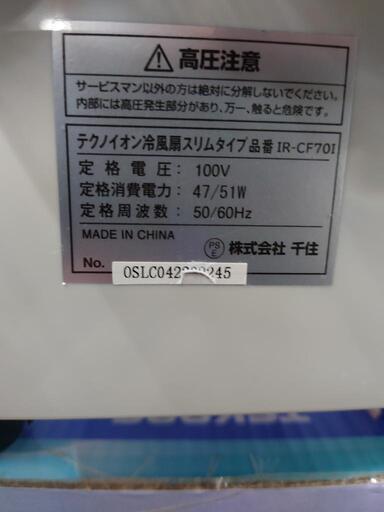 高圧注意
サービスマン以外の方は絶対に分解しないでください。
内部には高圧発生部分があり、万一、触ると危険です。
テクノイオン冷風扇スリムタイプ品番 IR-CF70I
定格電圧：100V
定格消費電力：47/51W
定格周波数：50/60Hz
MADE IN CHINA
PS E 株式会社 千住
No.